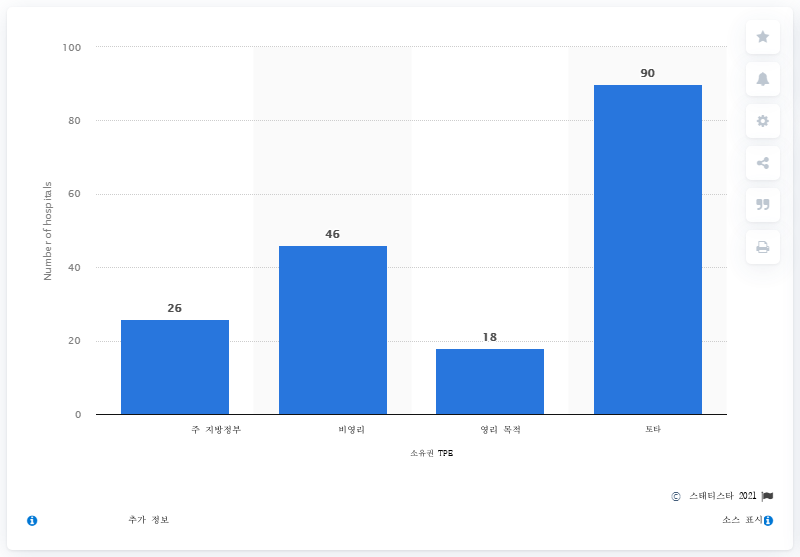 100
80
60
40
20
0
Number of hospitals
26
46
18
90
주 지방정부
비영리
영리 목적
토타
소유권 TPE
© 스태티스타 2021
추가 정보
소스 표시